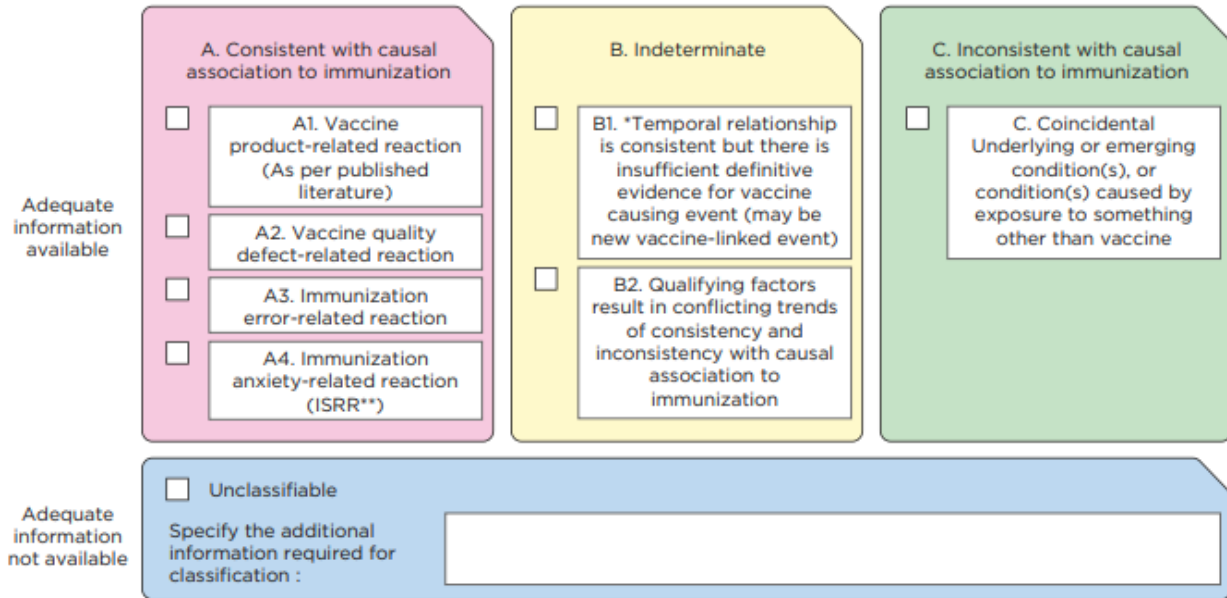 A. Consistent with causal
association to immunization
A1. Vaccine
product-related reaction
(As per published
literature)
A2. Vaccine quality
defect-related reaction
A3. Immunization
error-related reaction
A4. Immunization
anxiety-related reaction
(ISRR**)
B. Indeterminate
B1. *Temporal relationship
is consistent but there is
insufficient definitive
evidence for vaccine
causing event (may be
new vaccine-linked event)
B2. Qualifying factors
result in conflicting trends
of consistency and
inconsistency with causal
association to
immunization
C. Inconsistent with causal
association to immunization
C. Coincidental
Underlying or emerging
condition(s), or
condition(s) caused by
exposure to something
other than vaccine
Adequate
information
available
Adequate
information
not available
Unclassifiable
Specify the additional
information required for
classification :